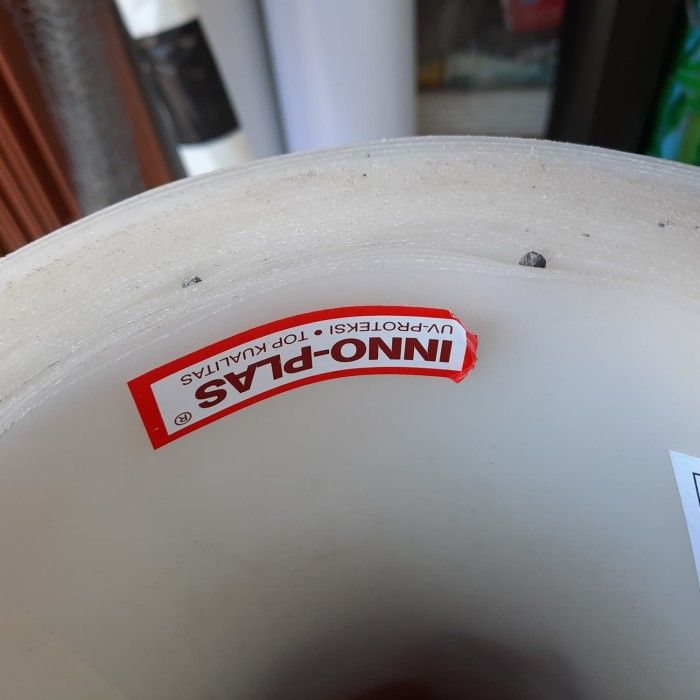 INNO-PLAS®
UV-PROTEKSI • TOP KUALITAS